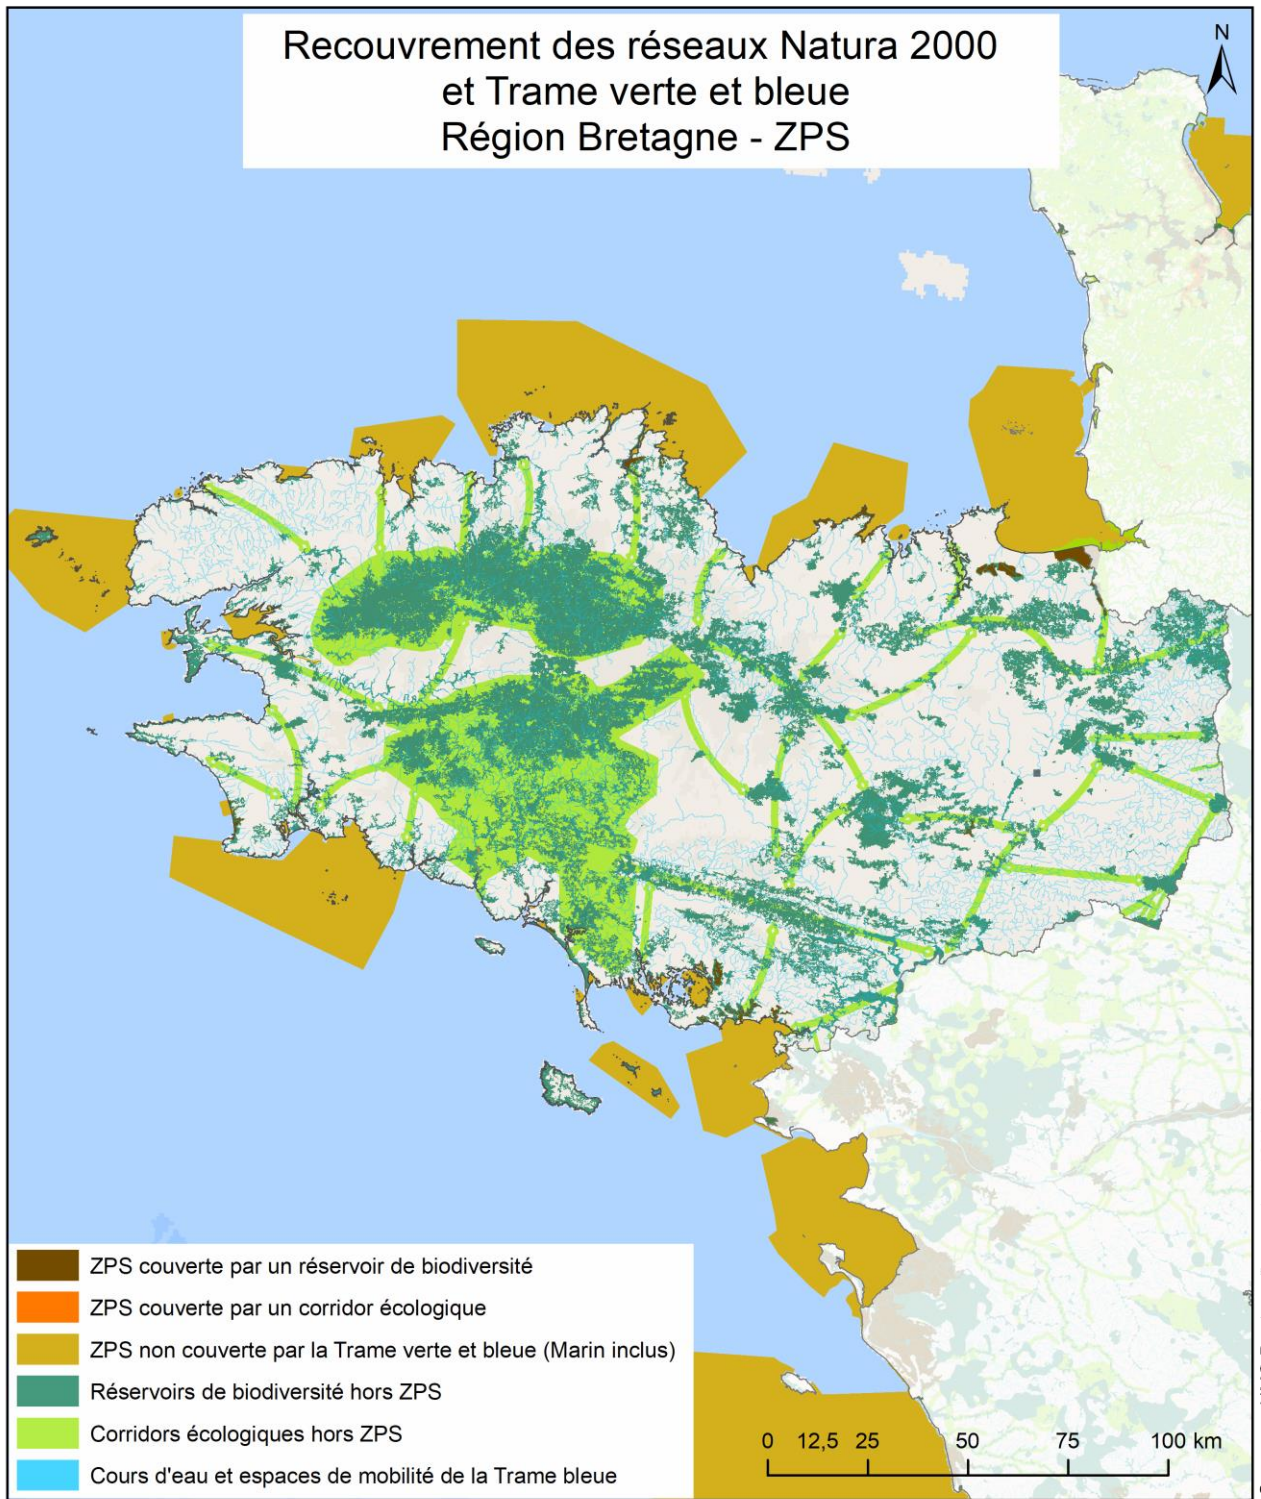 Recouvrement des réseaux Natura 2000
et Trame verte et bleue
Région Bretagne - ZPS
N
ZPS couverte par un réservoir de biodiversité
ZPS couverte par un corridor écologique
ZPS non couverte par la Trame verte et bleue (Marin inclus)
Réservoirs de biodiversité hors ZPS
Corridors écologiques hors ZPS
Cours d'eau et espaces de mobilité de la Trame bleue
0 12,5 25 50 75 100 km